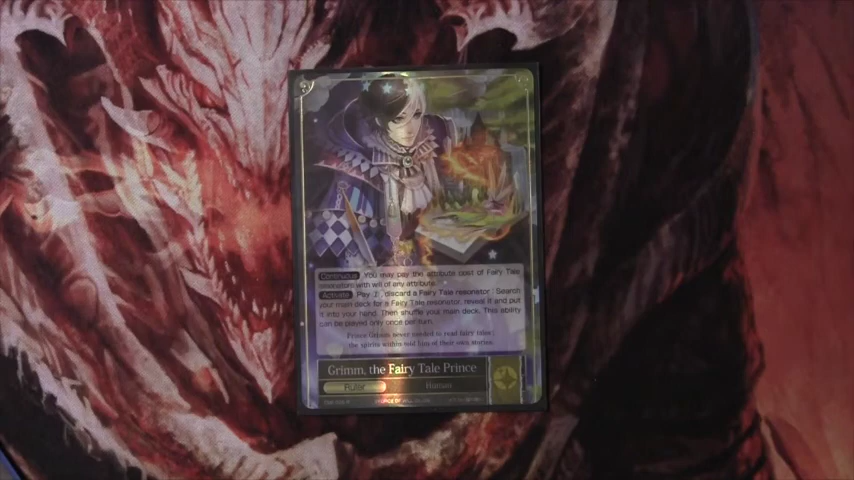 Continuous You may pay the attribute cost of Fairy Tale
resonators with will of any attribute.
Activate Pay , discard a Fairy Tale resonator: Search
your main deck for a Fairy Tale resonator, reveal it and put
it into your hand. Then shuffle your main deck. This ability
can be played only once per turn.
Prince Grimm never needed to read fairy tales;
the spirits within told him of their own stories.
Grimm, the Fairy Tale Prince
Ruler Human
FORCE OF WILL